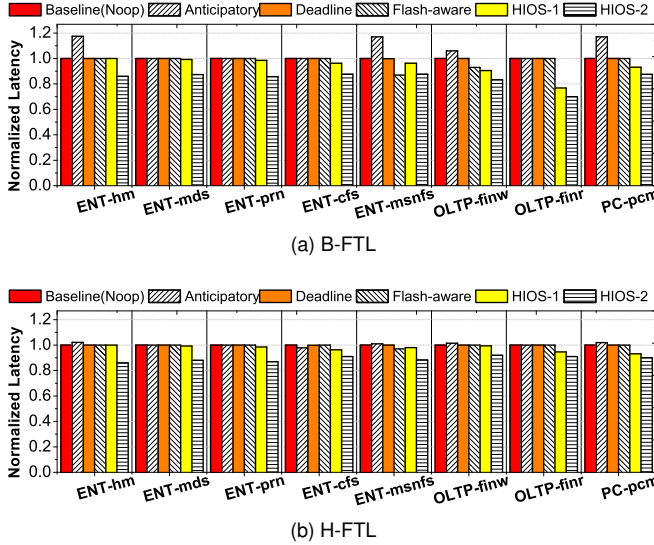 Baseline(Noop) Anticipatory Deadline Flash-aware HIOS-1 HIOS-2
Normalized Latency
1.2
1.0
0.8
0.6
0.4
0.2
0.0
ENT-hm ENT-mds ENT-prn ENT-cfs ENT-msnfs OLTP-finw OLTP-finr PC-pcm
(a) B-FTL
Baseline(Noop) Anticipatory Deadline Flash-aware HIOS-1 HIOS-2
Normalized Latency
1.2
1.0
0.8
0.6
0.4
0.2
0.0
ENT-hm ENT-mds ENT-prn ENT-cfs ENT-msnfs OLTP-finw OLTP-finr PC-pcm
(b) H-FTL